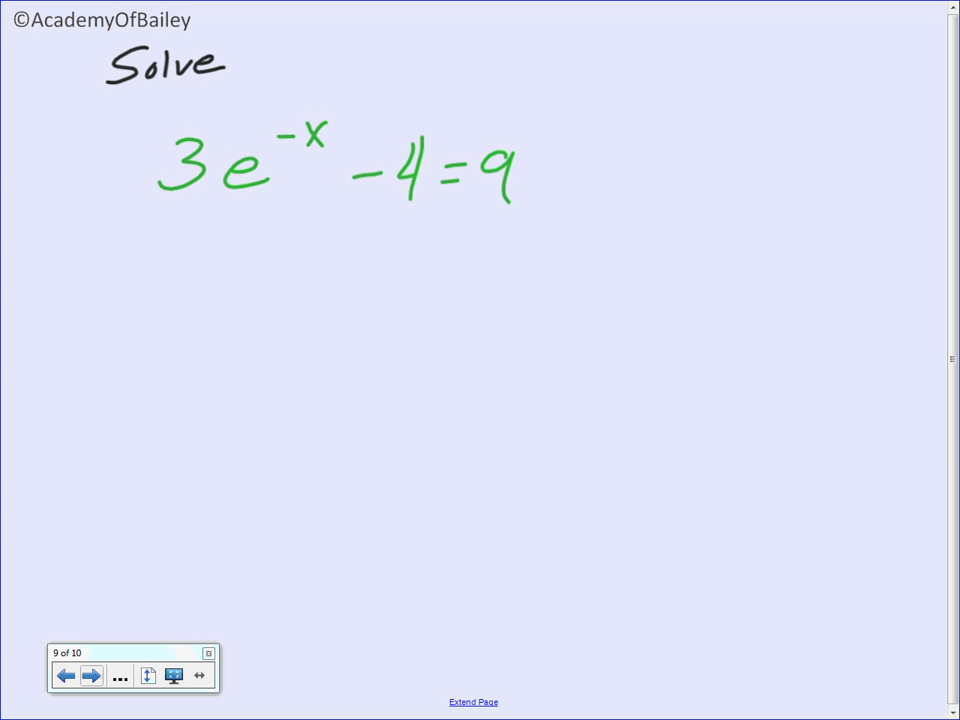 ©AcademyOfBailey
Solve
3e^{-x} - 4 = 9
9 of 10
...
Extend Page